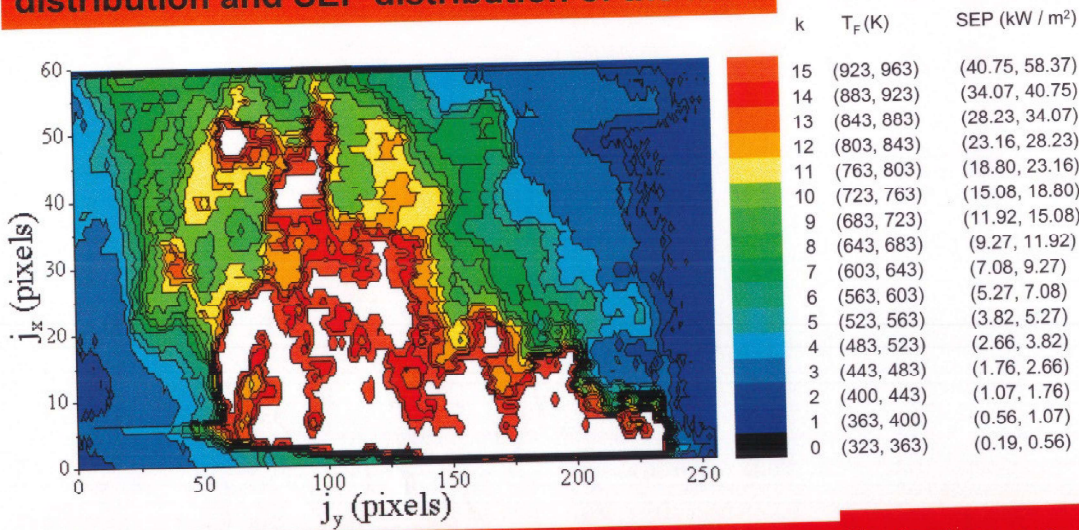 distribution and SEP distribution
k T_F (K) SEP (kW / m²)
15 (923, 963) (40.75, 58.37)
14 (883, 923) (34.07, 40.75)
13 (843, 883) (28.23, 34.07)
12 (803, 843) (23.16, 28.23)
11 (763, 803) (18.80, 23.16)
10 (723, 763) (15.08, 18.80)
9 (683, 723) (11.92, 15.08)
8 (643, 683) (9.27, 11.92)
7 (603, 643) (7.08, 9.27)
6 (563, 603) (5.27, 7.08)
5 (523, 563) (3.82, 5.27)
4 (483, 523) (2.66, 3.82)
3 (443, 483) (1.76, 2.66)
2 (400, 443) (1.07, 1.76)
1 (363, 400) (0.56, 1.07)
0 (323, 363) (0.19, 0.56)
60
50
40
30
20
10
0
j_x (pixels)
0 50 100 150 200 250
j_y (pixels)